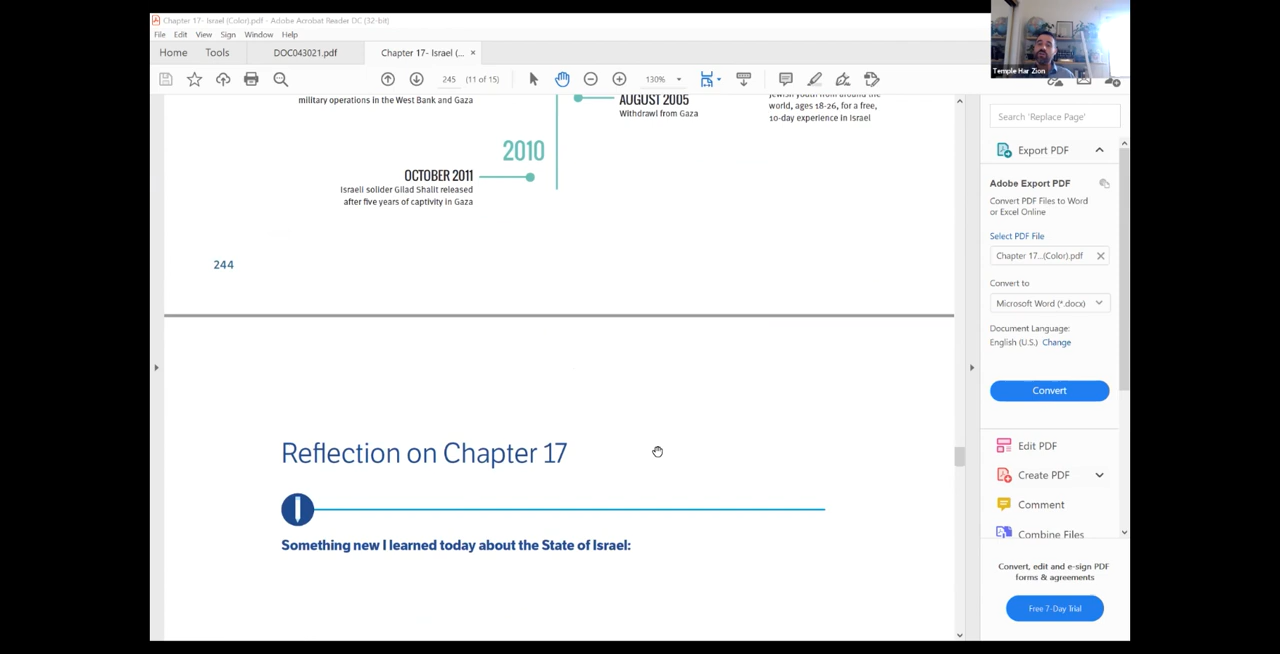 Chapter 17- Israel (Color).pdf - Adobe Acrobat Reader DC (32-bit)
File Edit View Sign Window Help
Home Tools DOC043021.pdf Chapter 17- Israel (... ×
245 (11 of 15) 130%
military operations in the West Bank and Gaza
AUGUST 2005
Withdrawl from Gaza
Jewish youth from around the
world, ages 18-26, for a free,
10-day experience in Israel
2010
OCTOBER 2011
Israeli solider Gilad Shalit released
after five years of captivity in Gaza
244
Reflection on Chapter 17
Something new I learned today about the State of Israel:
Temple Har Zion
Search 'Replace Page'
Export PDF
Adobe Export PDF
Convert PDF Files to Word
or Excel Online
Select PDF File
Chapter 17...(Color).pdf
Convert to
Microsoft Word (*.docx)
Document Language:
English (U.S.) Change
Convert
Edit PDF
Create PDF
Comment
Combine Files
Convert, edit and e-sign PDF
forms & agreements
Free 7-Day Trial